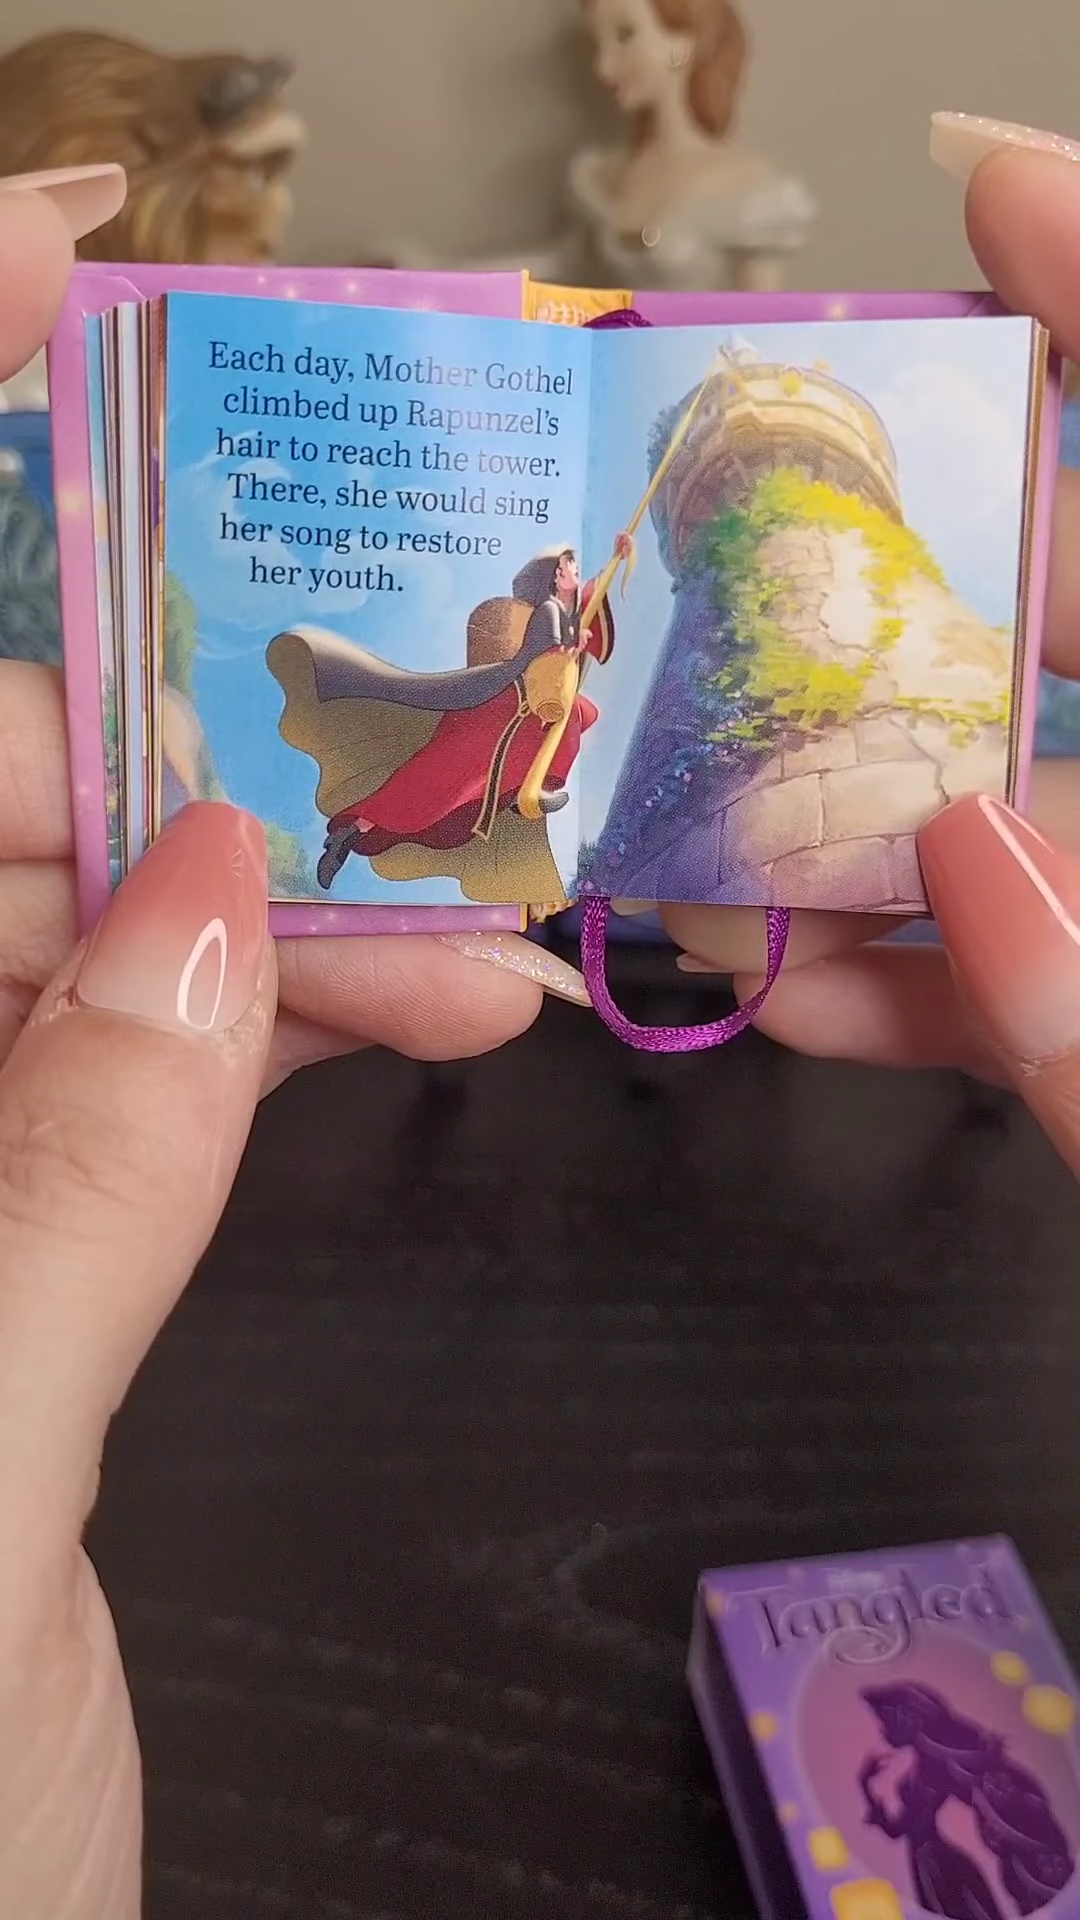 Each day, Mother Gothel
climbed up Rapunzel's
hair to reach the tower.
There, she would sing
her song to restore
her youth.
Disney
Tangled